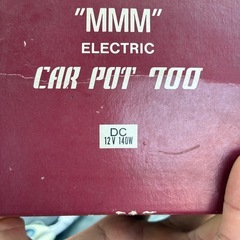 "MMM"
ELECTRIC
CAR POT 700
DC
12V 140W